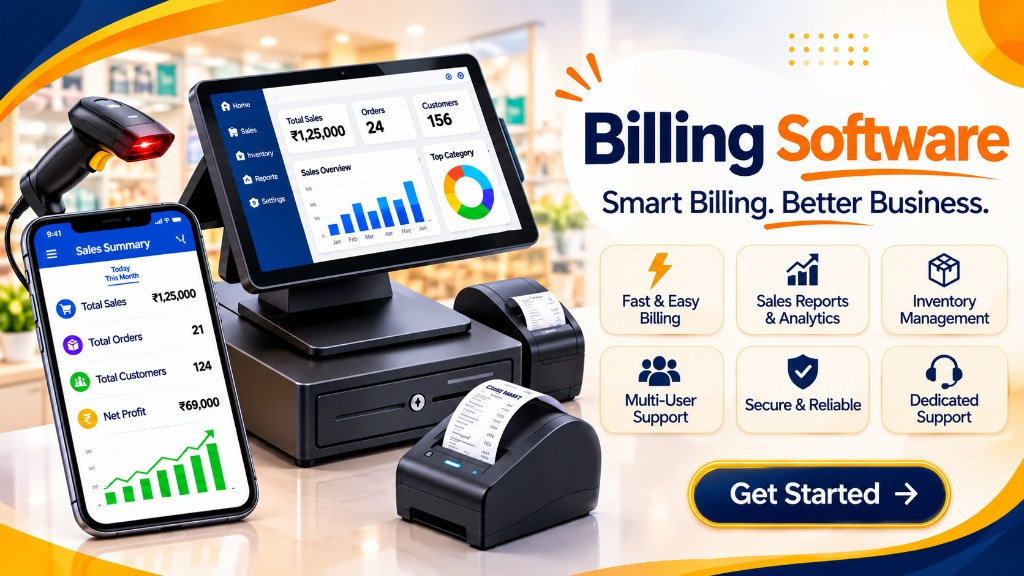 Billing Software
Smart Billing. Better Business.
Fast & Easy
Billing
Sales Reports
& Analytics
Inventory
Management
Multi-User
Support
Secure & Reliable
Dedicated
Support
Get Started →
Home
Sales
Inventory
Reports
Settings
Total Sales
₹1,25,000
Orders
24
Customers
156
Sales Overview
Jan Feb Mar Apr May Jun
Top Category
9:41
Sales Summary
Today
This Month
Total Sales ₹1,25,000
Total Orders 21
Total Customers 124
Net Profit ₹69,000